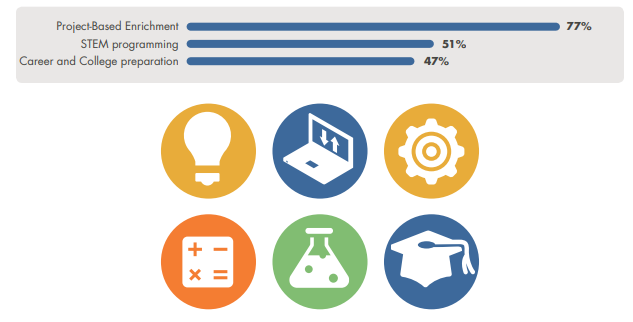 Project-Based Enrichment 77%
STEM programming 51%
Career and College preparation 47%